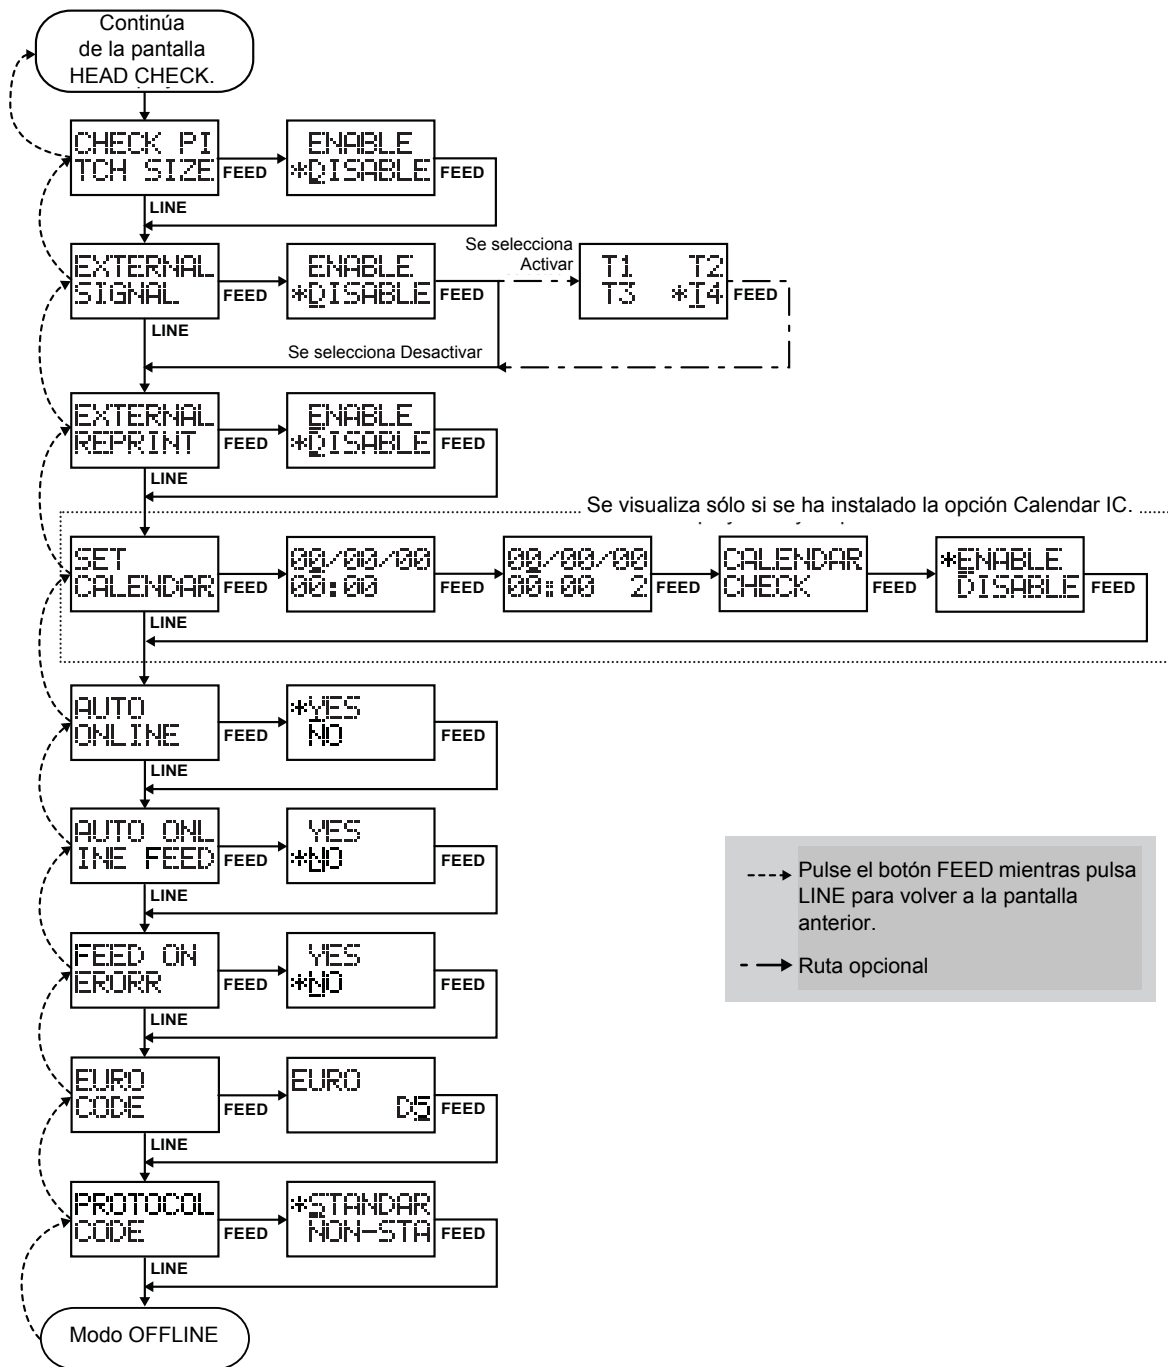 Continúa
de la pantalla
HEAD CHECK.
CHECK PI
TCH SIZE
FEED
ENABLE
*DISABLE
FEED
LINE
EXTERNAL
SIGNAL
FEED
ENABLE
*DISABLE
FEED
Se selecciona
Activar
T1 T2
T3 *T4
FEED
LINE
Se selecciona Desactivar
EXTERNAL
REPRINT
FEED
ENABLE
*DISABLE
FEED
LINE
Se visualiza sólo si se ha instalado la opción Calendar IC.
SET
CALENDAR
FEED
00/00/00
00:00
FEED
00/00/00
00:00 2
FEED
CALENDAR
CHECK
FEED
*ENABLE
DISABLE
FEED
LINE
AUTO
ONLINE
FEED
*YES
NO
FEED
LINE
AUTO ONL
INE FEED
FEED
YES
*NO
FEED
LINE
FEED ON
ERORR
FEED
YES
*NO
FEED
LINE
EURO
CODE
FEED
EURO
D5
FEED
LINE
PROTOCOL
CODE
FEED
*STANDAR
NON-STA
FEED
LINE
Modo OFFLINE
Pulse el botón FEED mientras pulsa
LINE para volver a la pantalla
anterior.
Ruta opcional